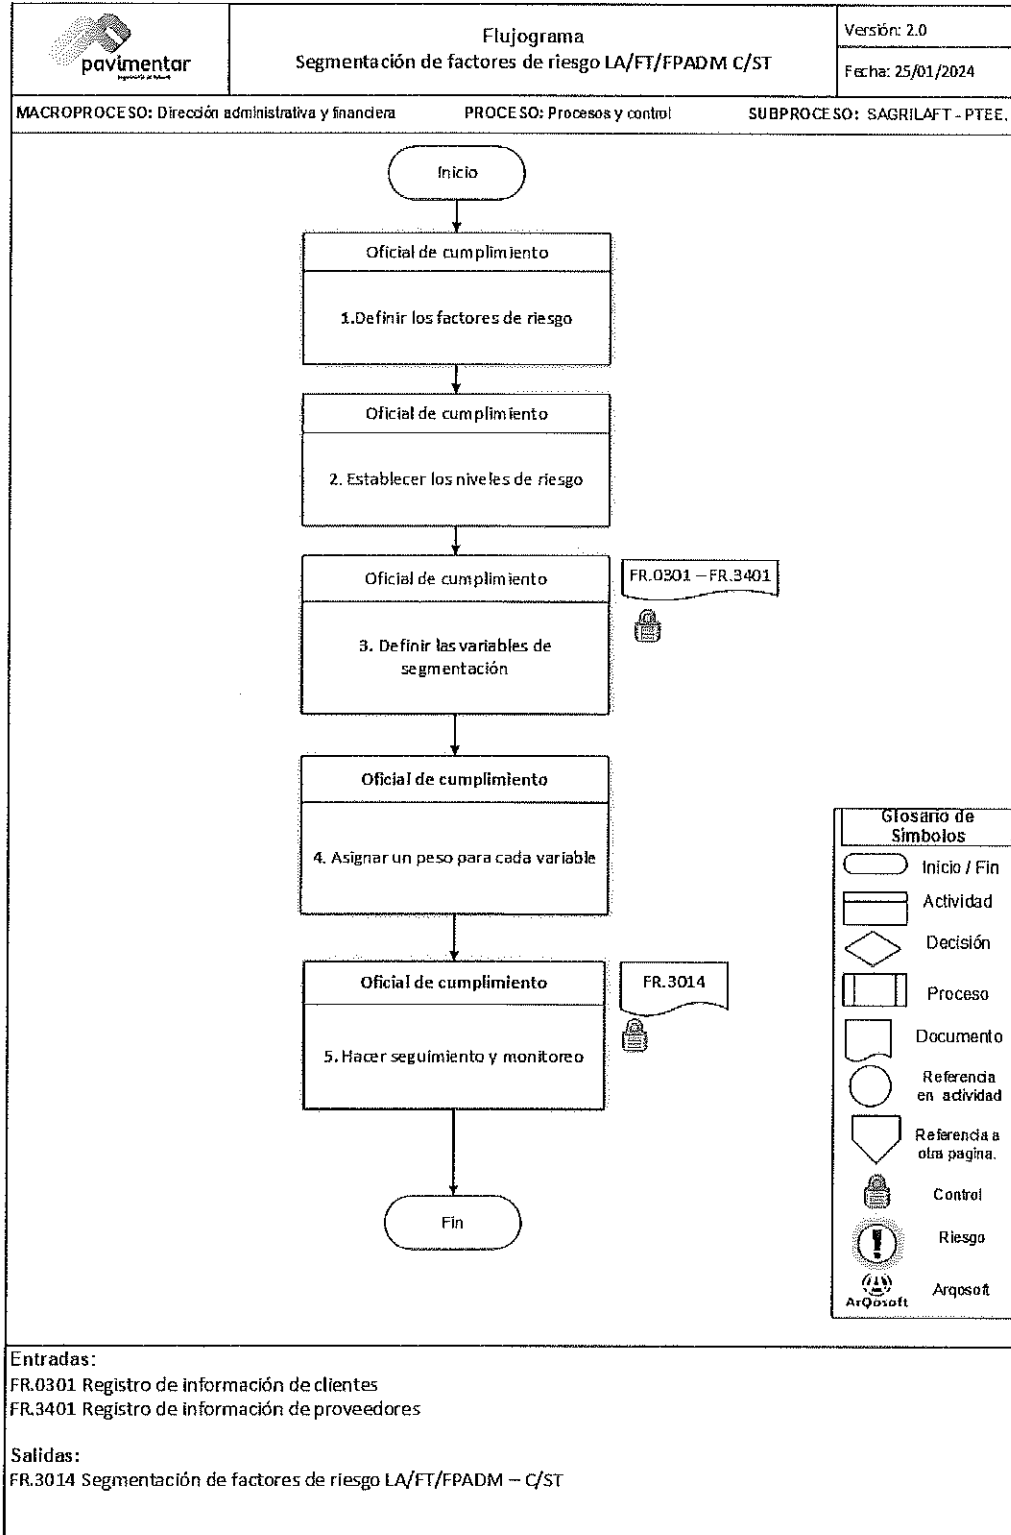 pavimentar
Flujograma
Segmentación de factores de riesgo LA/FT/FPADM C/ST
Versión: 2.0
Fecha: 25/01/2024
MACROPROCESO: Dirección administrativa y financiera
PROCESO: Procesos y control
SUBPROCESO: SAGRILAFT - PTEE.
Inicio
Oficial de cumplimiento
1.Definir los factores de riesgo
Oficial de cumplimiento
2. Establecer los niveles de riesgo
Oficial de cumplimiento
FR.0301 – FR.3401
3. Definir las variables de
segmentación
Oficial de cumplimiento
4. Asignar un peso para cada variable
Oficial de cumplimiento
FR.3014
5. Hacer seguimiento y monitoreo
Fin
Glosario de
Símbolos
Inicio / Fin
Actividad
Decisión
Proceso
Documento
Referencia
en actividad
Referencia a
otra pagina.
Control
Riesgo
ArQosoft
Arqosoft
Entradas:
FR.0301 Registro de información de clientes
FR.3401 Registro de información de proveedores
Salidas:
FR.3014 Segmentación de factores de riesgo LA/FT/FPADM – C/ST